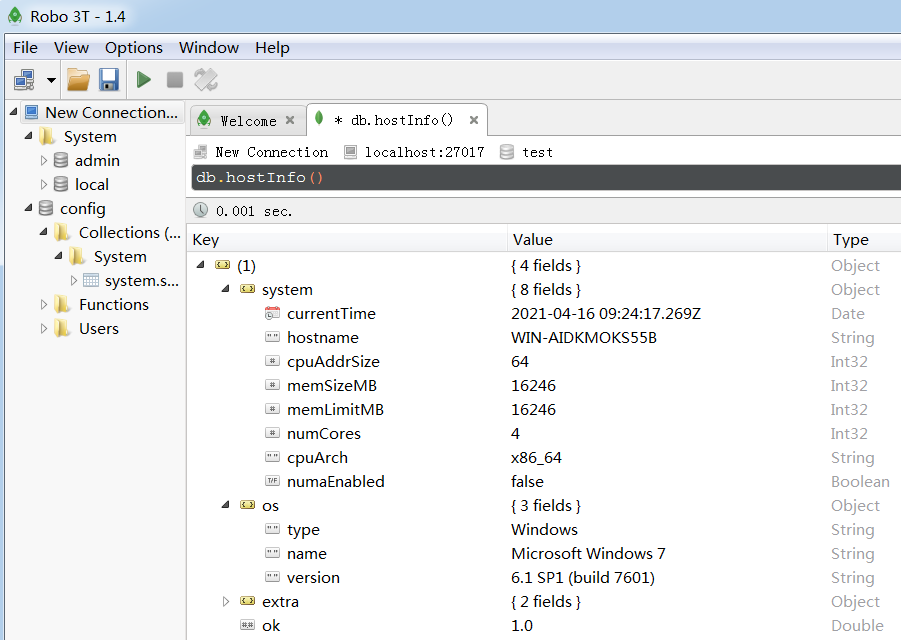 Robo 3T - 1.4
File View Options Window Help
New Connection...
System
admin
local
config
Collections (...
System
system.s...
Functions
Users
Welcome
* db.hostInfo()
New Connection localhost:27017 test
db.hostInfo()
0.001 sec.
Key Value Type
(1) { 4 fields } Object
system { 8 fields } Object
currentTime 2021-04-16 09:24:17.269Z Date
hostname WIN-AIDKMOKS55B String
cpuAddrSize 64 Int32
memSizeMB 16246 Int32
memLimitMB 16246 Int32
numCores 4 Int32
cpuArch x86_64 String
numaEnabled false Boolean
os { 3 fields } Object
type Windows String
name Microsoft Windows 7 String
version 6.1 SP1 (build 7601) String
extra { 2 fields } Object
ok 1.0 Double